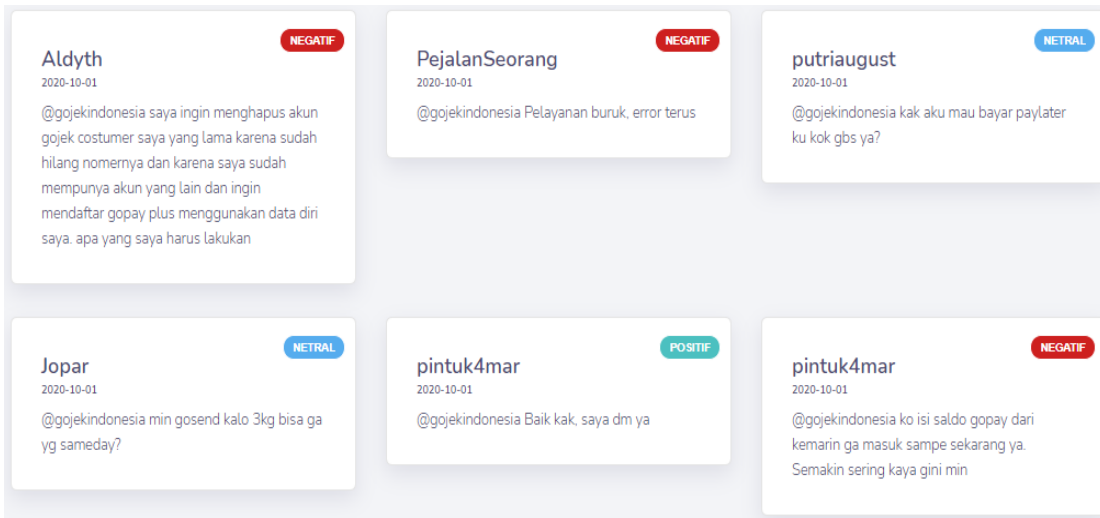 NEGATIF
Aldyth
2020-10-01
@gojekindonesia saya ingin menghapus akun
gojek costumer saya yang lama karena sudah
hilang nomernya dan karena saya sudah
mempunya akun yang lain dan ingin
mendaftar gopay plus menggunakan data diri
saya. apa yang saya harus lakukan
NEGATIF
PejalanSeorang
2020-10-01
@gojekindonesia Pelayanan buruk, error terus
NETRAL
putriaugust
2020-10-01
@gojekindonesia kak aku mau bayar paylater
ku kok gbs ya?
NETRAL
Jopar
2020-10-01
@gojekindonesia min gosend kalo 3kg bisa ga
yg sameday?
POSITIF
pintuk4mar
2020-10-01
@gojekindonesia Baik kak, saya dm ya
NEGATIF
pintuk4mar
2020-10-01
@gojekindonesia ko isi saldo gopay dari
kemarin ga masuk sampe sekarang ya.
Semakin sering kaya gini min